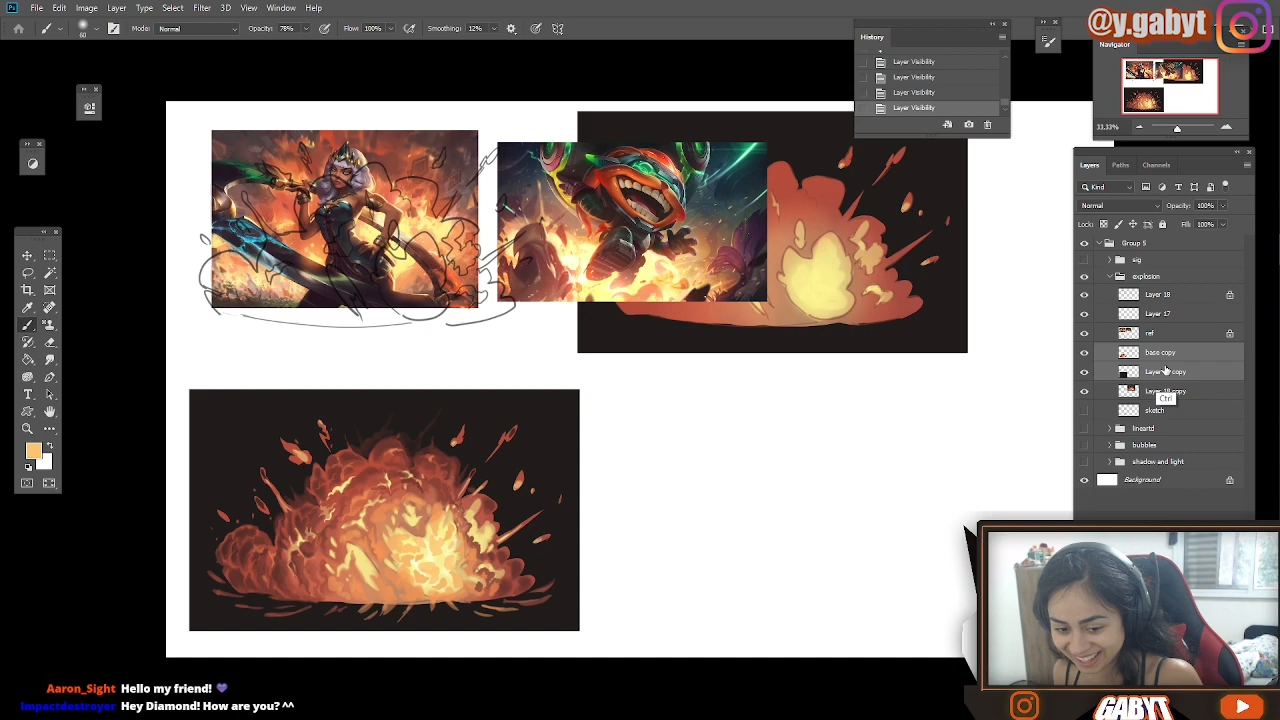 Ps File Edit Image Layer Type Select Filter 3D View Window Help
60 Mode: Normal Opacity: 78% Flow: 100% Smoothing: 12%
@y.gabyt
History
Layer Visibility
Layer Visibility
Layer Visibility
Layer Visibility
Navigator
33.33%
Layers Paths Channels
Kind
Normal Opacity: 100%
Lock: Fill: 100%
Group 5
sig
explosion
Layer 18
Layer 17
ref
base copy
Ctrl
sketch
lineartd
bubbles
shadow and light
Background
Aaron_Sight Hello my friend! 💜
Impactdestroyer Hey Diamond! How are you? ^^
GABYT